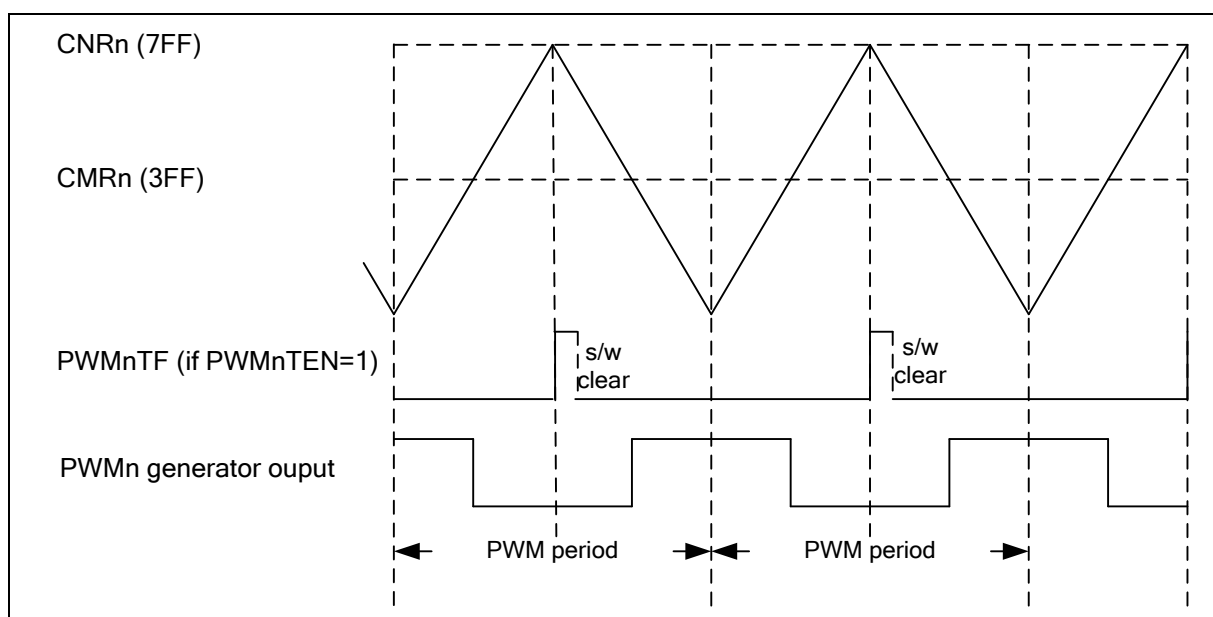 CNRn (7FF)
CMRn (3FF)
PWMnTF (if PWMnTEN=1)
s/w
clear
s/w
clear
PWMn generator ouput
PWM period
PWM period